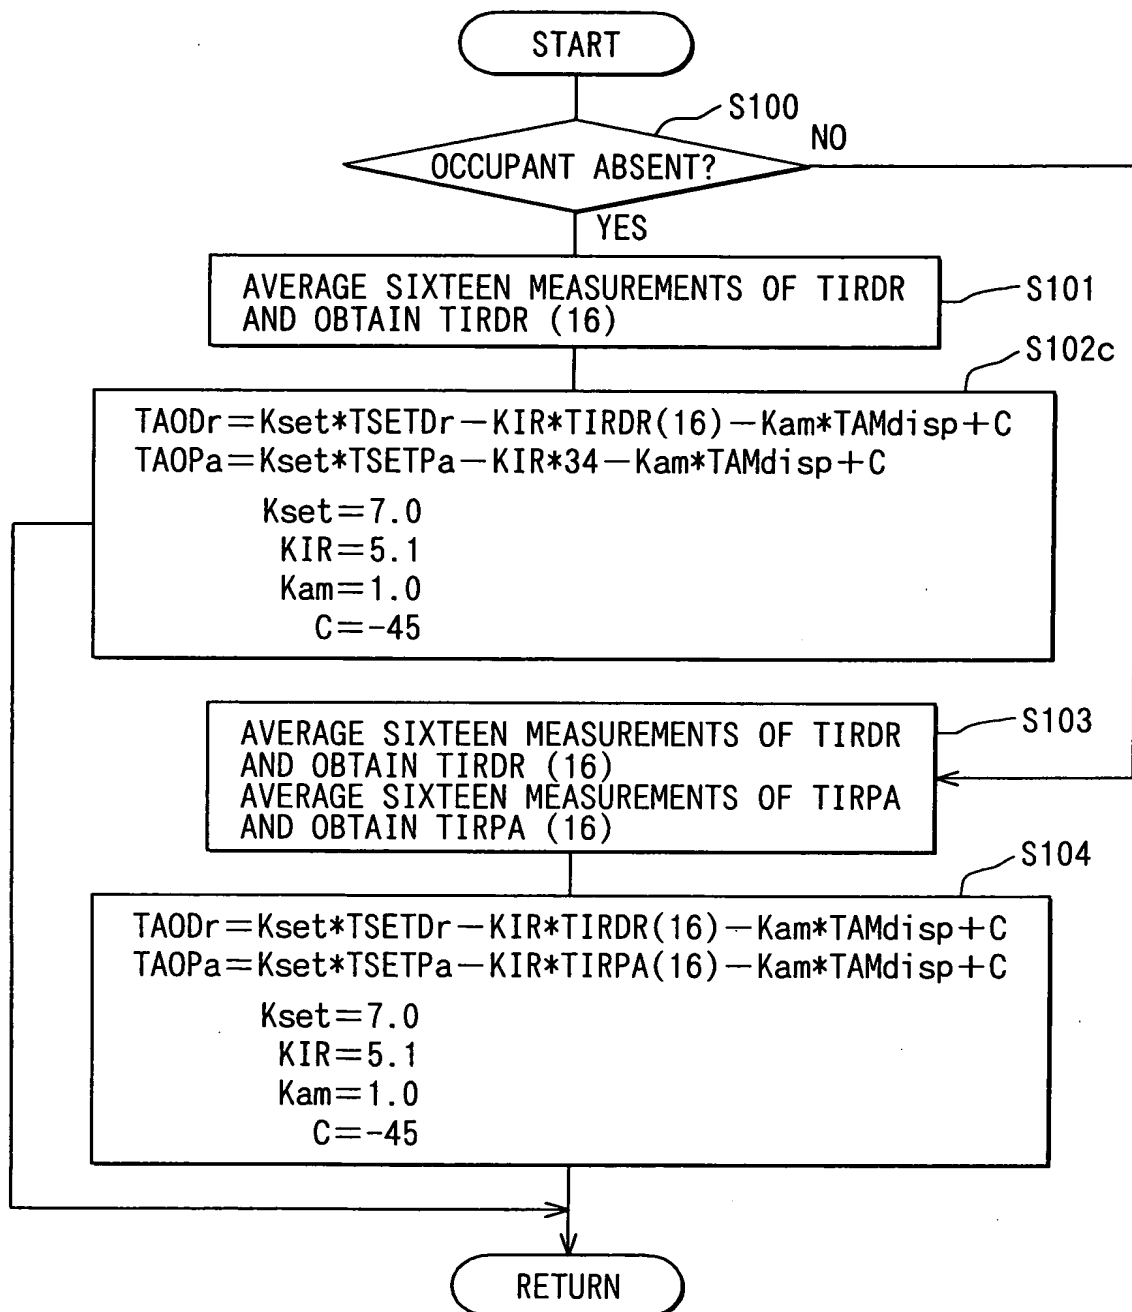 START
S100
NO
OCCUPANT ABSENT?
YES
AVERAGE SIXTEEN MEASUREMENTS OF TIRDR
AND OBTAIN TIRDR (16)
S101
S102c
TAODr=Kset*TSETDr-KIR*TIRDR(16)-Kam*TAMdisp+C
TAOPa=Kset*TSETPa-KIR*34-Kam*TAMdisp+C
Kset=7.0
KIR=5.1
Kam=1.0
C=-45
AVERAGE SIXTEEN MEASUREMENTS OF TIRDR
AND OBTAIN TIRDR (16)
AVERAGE SIXTEEN MEASUREMENTS OF TIRPA
AND OBTAIN TIRPA (16)
S103
S104
TAODr=Kset*TSETDr-KIR*TIRDR(16)-Kam*TAMdisp+C
TAOPa=Kset*TSETPa-KIR*TIRPA(16)-Kam*TAMdisp+C
Kset=7.0
KIR=5.1
Kam=1.0
C=-45
RETURN